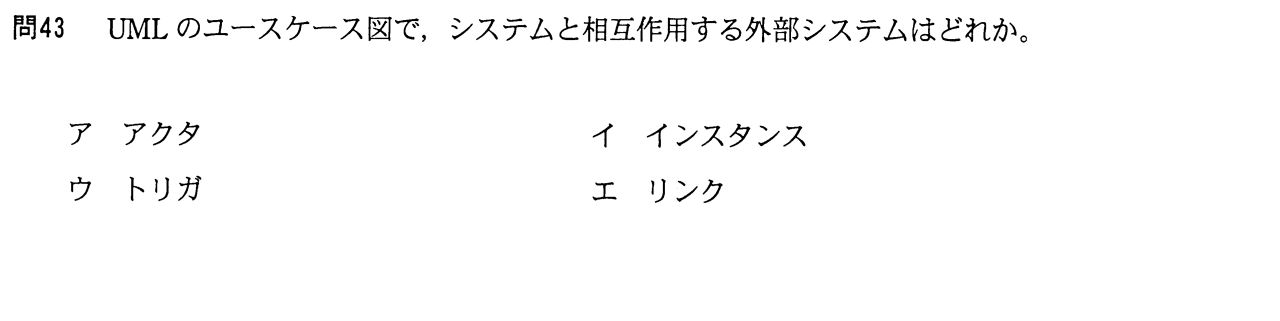 問43　UML のユースケース図で，システムと相互作用する外部システムはどれか。
ア　アクタ　　　イ　インスタンス
ウ　トリガ　　　エ　リンク